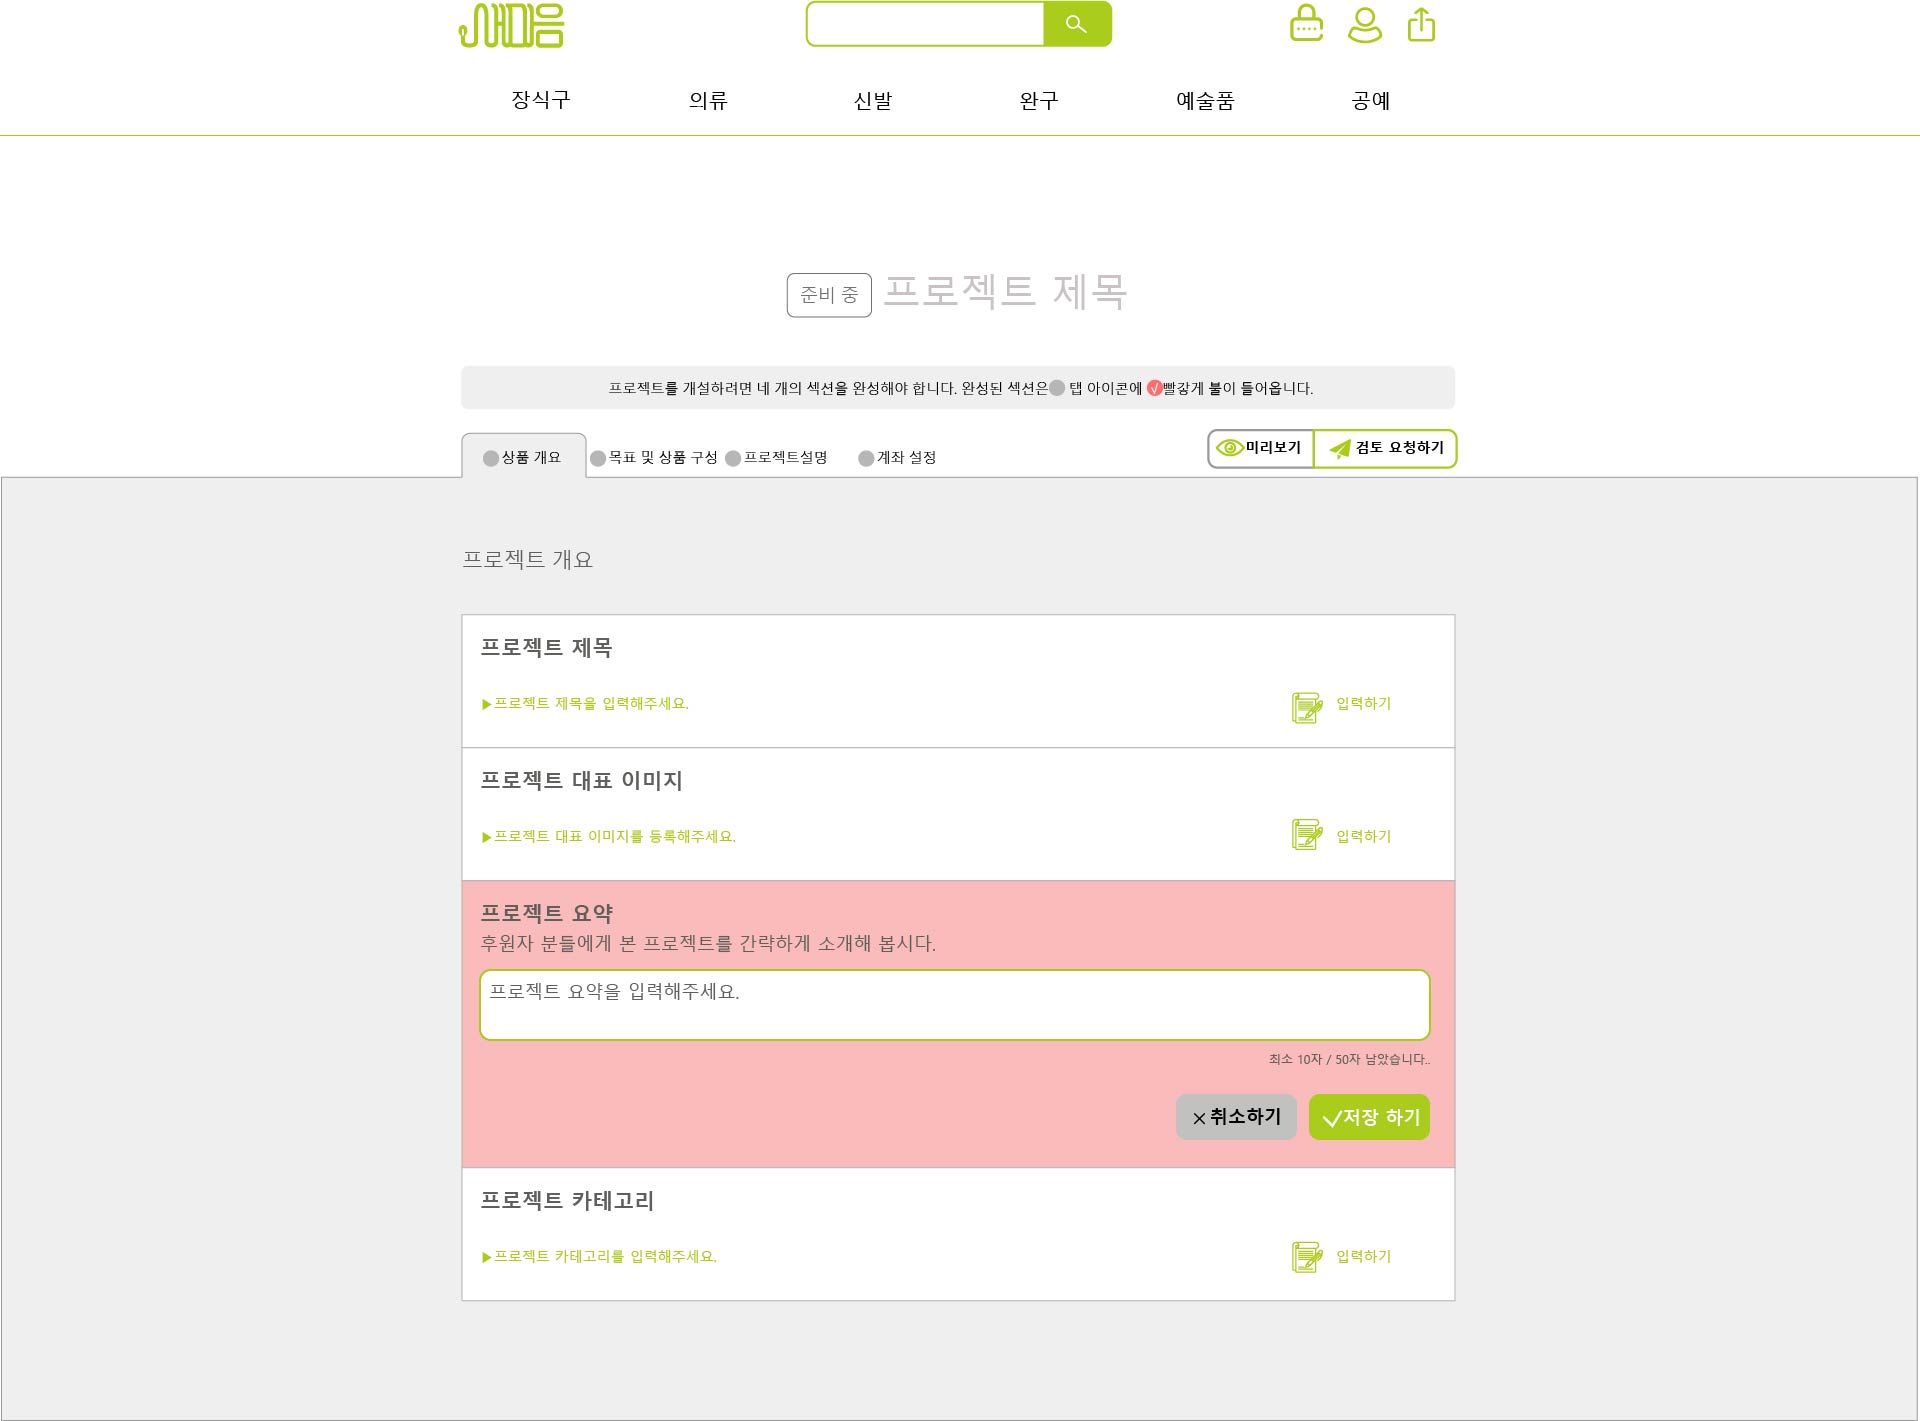 새마음
장식구 의류 신발 완구 예술품 공예
준비 중 프로젝트 제목
프로젝트를 개설하려면 네 개의 섹션을 완성해야 합니다. 완성된 섹션은 탭 아이콘에 √ 빨갛게 불이 들어옵니다.
상품 개요 목표 및 상품 구성 프로젝트설명 계좌 설정 미리보기 검토 요청하기
프로젝트 개요
프로젝트 제목
▶프로젝트 제목을 입력해주세요. 입력하기
프로젝트 대표 이미지
▶프로젝트 대표 이미지를 등록해주세요. 입력하기
프로젝트 요약
후원자 분들에게 본 프로젝트를 간략하게 소개해 봅시다.
프로젝트 요약을 입력해주세요.
최소 10자 / 50자 남았습니다..
×취소하기 ✓저장 하기
프로젝트 카테고리
▶프로젝트 카테고리를 입력해주세요. 입력하기